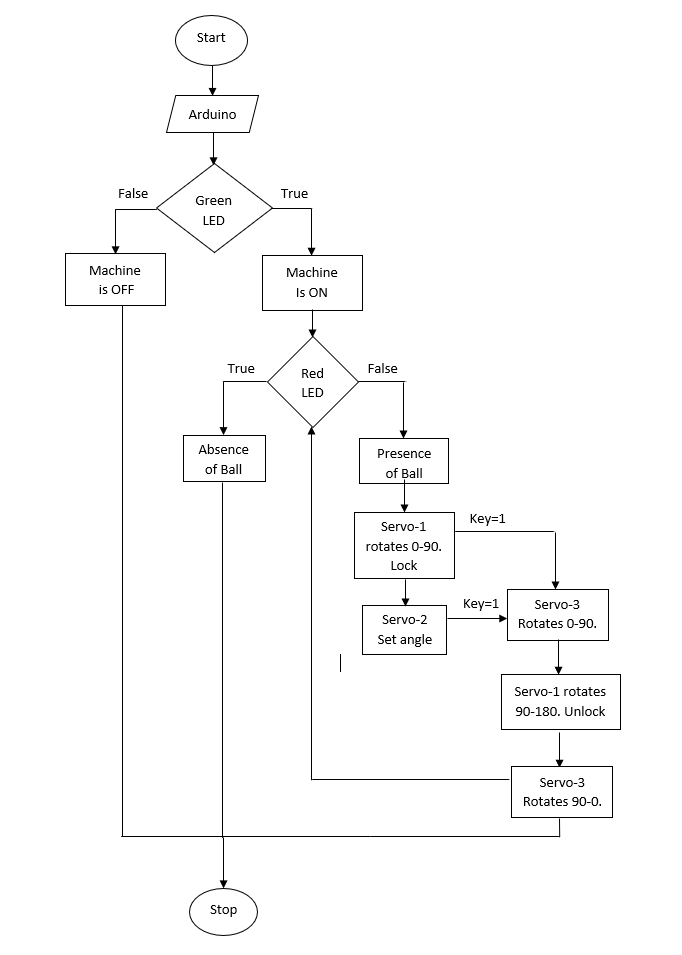 Start
Arduino
False
True
Green
LED
Machine
is OFF
Machine
Is ON
True
False
Red
LED
Absence
of Ball
Presence
of Ball
Servo-1
rotates 0-90.
Lock
Key=1
Servo-2
Set angle
Key=1
Servo-3
Rotates 0-90.
Servo-1 rotates
90-180. Unlock
Servo-3
Rotates 90-0.
Stop